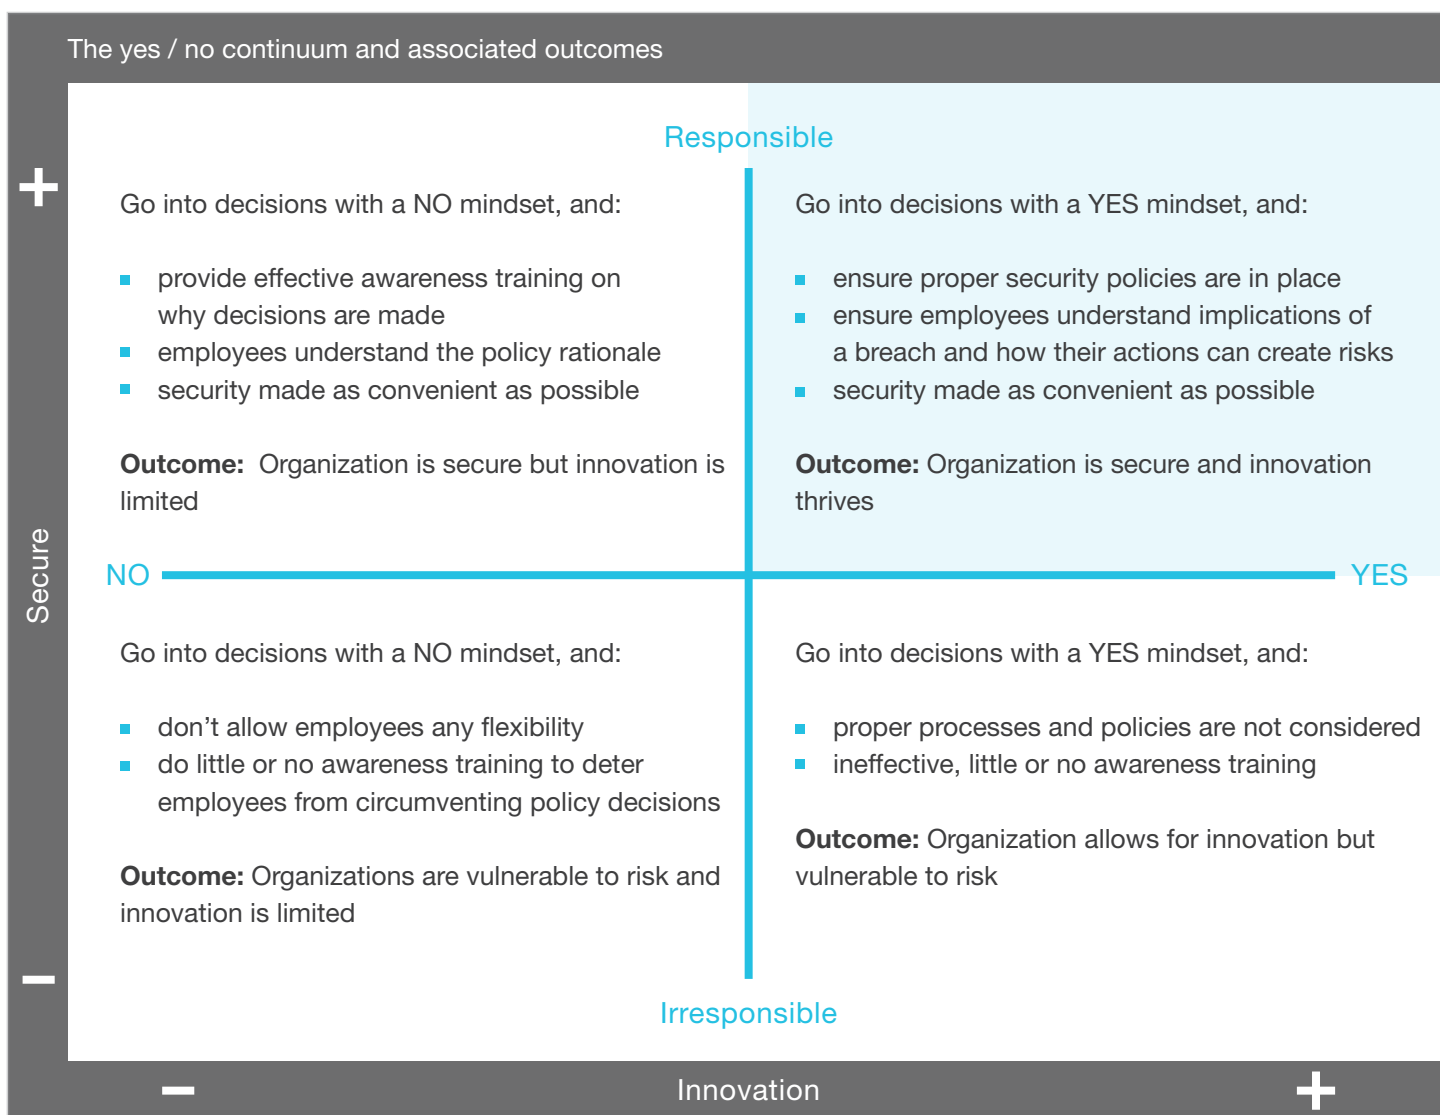 The yes / no continuum and associated outcomes
Responsible
+
Go into decisions with a NO mindset, and:
provide effective awareness training on
why decisions are made
employees understand the policy rationale
security made as convenient as possible
Outcome: Organization is secure but innovation is
limited
Go into decisions with a YES mindset, and:
ensure proper security policies are in place
ensure employees understand implications of
a breach and how their actions can create risks
security made as convenient as possible
Outcome: Organization is secure and innovation
thrives
Secure
NO
YES
Go into decisions with a NO mindset, and:
don’t allow employees any flexibility
do little or no awareness training to deter
employees from circumventing policy decisions
Outcome: Organizations are vulnerable to risk and
innovation is limited
Go into decisions with a YES mindset, and:
proper processes and policies are not considered
ineffective, little or no awareness training
Outcome: Organization allows for innovation but
vulnerable to risk
–
Irresponsible
–
Innovation
+